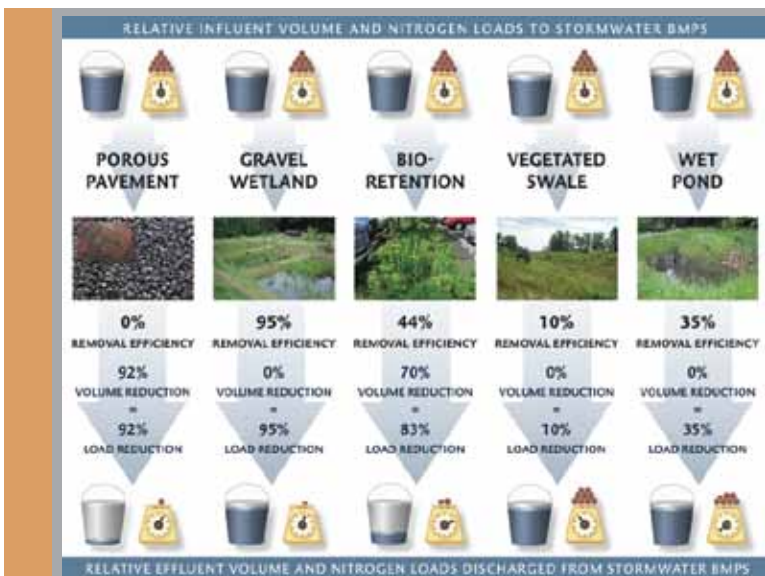 RELATIVE INFLUENT VOLUME AND NITROGEN LOADS TO STORMWATER BMPS
POROUS PAVEMENT
0%
REMOVAL EFFICIENCY
92%
VOLUME REDUCTION
=
92%
LOAD REDUCTION
GRAVEL WETLAND
95%
REMOVAL EFFICIENCY
0%
VOLUME REDUCTION
=
95%
LOAD REDUCTION
BIO-
RETENTION
44%
REMOVAL EFFICIENCY
70%
VOLUME REDUCTION
=
83%
LOAD REDUCTION
VEGETATED
SWALE
10%
REMOVAL EFFICIENCY
0%
VOLUME REDUCTION
=
10%
LOAD REDUCTION
WET
POND
35%
REMOVAL EFFICIENCY
0%
VOLUME REDUCTION
=
35%
LOAD REDUCTION
RELATIVE EFFLUENT VOLUME AND NITROGEN LOADS DISCHARGED FROM STORMWATER BMPS